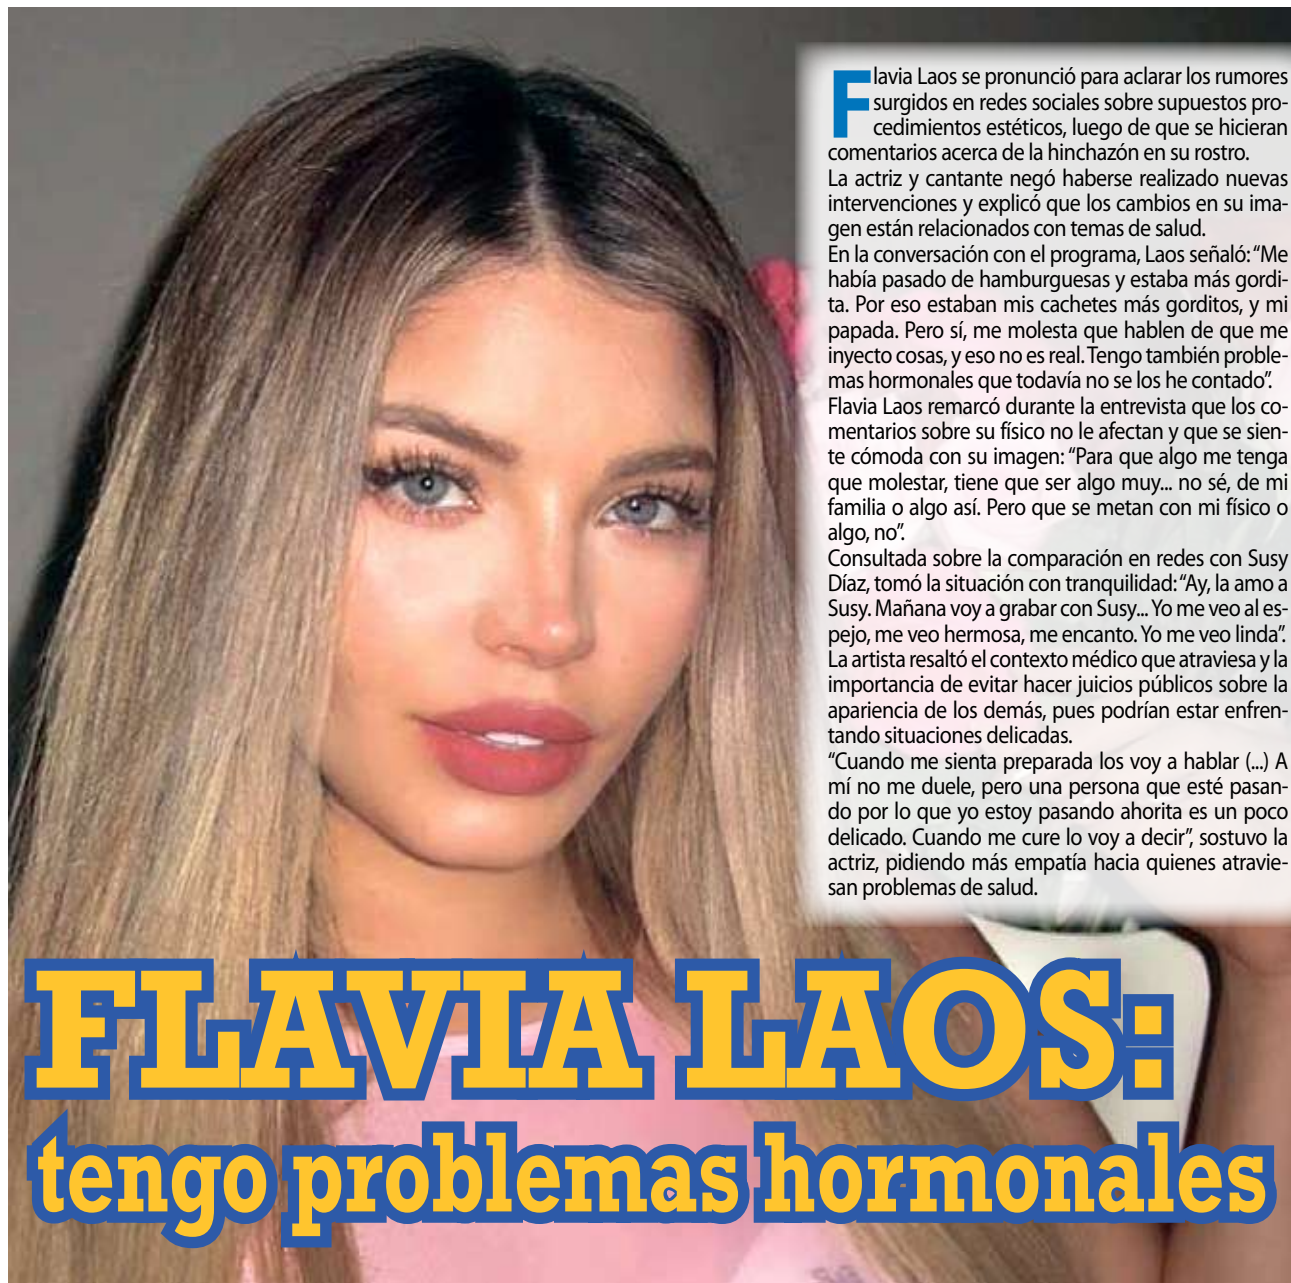 Flavia Laos se pronunció para aclarar los rumores
surgidos en redes sociales sobre supuestos pro-
cedimientos estéticos, luego de que se hicieran
comentarios acerca de la hinchazón en su rostro.
La actriz y cantante negó haberse realizado nuevas
intervenciones y explicó que los cambios en su ima-
gen están relacionados con temas de salud.
En la conversación con el programa, Laos señaló: “Me
había pasado de hamburguesas y estaba más gordi-
ta. Por eso estaban mis cachetes más gorditos, y mi
papada. Pero sí, me molesta que hablen de que me
inyecto cosas, y eso no es real. Tengo también proble-
mas hormonales que todavía no se los he contado”.
Flavia Laos remarcó durante la entrevista que los co-
mentarios sobre su físico no le afectan y que se sien-
te cómoda con su imagen: “Para que algo me tenga
que molestar, tiene que ser algo muy... no sé, de mi
familia o algo así. Pero que se metan con mi físico o
algo, no”.
Consultada sobre la comparación en redes con Susy
Díaz, tomó la situación con tranquilidad: “Ay, la amo a
Susy. Mañana voy a grabar con Susy... Yo me veo al es-
pejo, me veo hermosa, me encanto. Yo me veo linda”.
La artista resaltó el contexto médico que atraviesa y la
importancia de evitar hacer juicios públicos sobre la
apariencia de los demás, pues podrían estar enfren-
tando situaciones delicadas.
“Cuando me sienta preparada los voy a hablar (...) A
mí no me duele, pero una persona que esté pasan-
do por lo que yo estoy pasando ahorita es un poco
delicado. Cuando me cure lo voy a decir”, sostuvo la
actriz, pidiendo más empatía hacia quienes atravie-
san problemas de salud.
FLAVIA LAOS:
tengo problemas hormonales